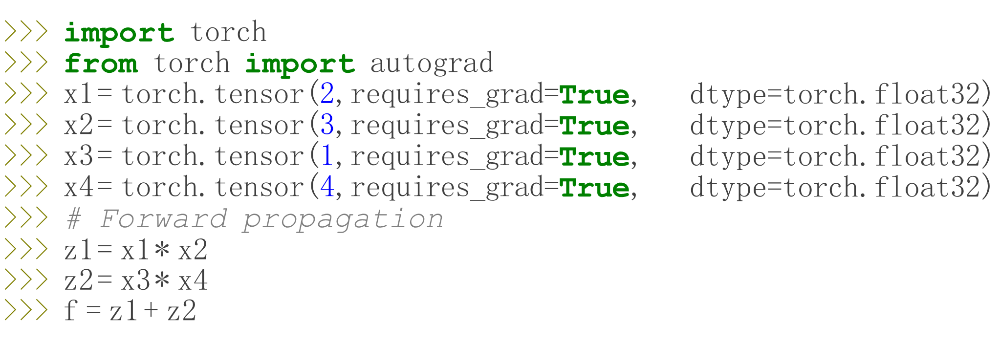 >>> import torch
>>> from torch import autograd
>>> x1= torch.tensor(2,requires_grad=True,   dtype=torch.float32)
>>> x2= torch.tensor(3,requires_grad=True,   dtype=torch.float32)
>>> x3= torch.tensor(1,requires_grad=True,   dtype=torch.float32)
>>> x4= torch.tensor(4,requires_grad=True,   dtype=torch.float32)
>>> # Forward propagation
>>> z1= x1* x2
>>> z2= x3* x4
>>> f = z1+ z2